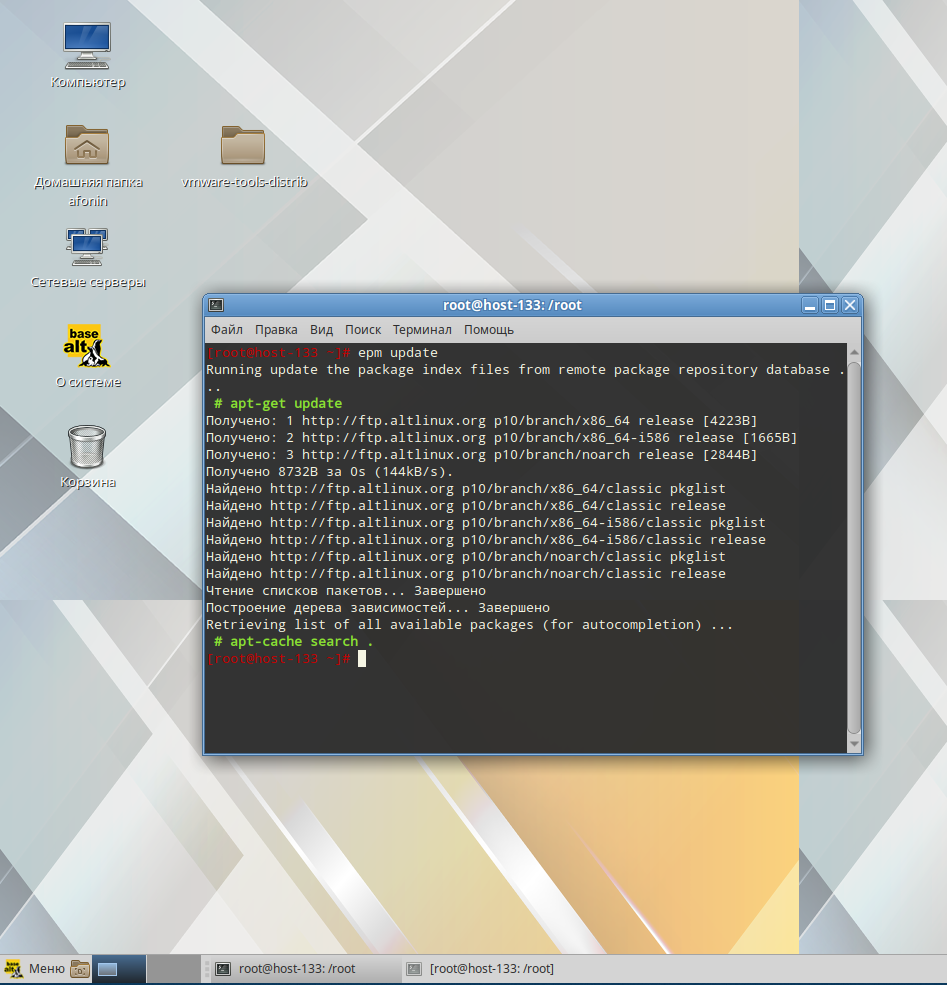 Компьютер
Домашняя папка
afonin
vmware-tools-distrib
Сетевые серверы
base
alt
О системе
Корзина
root@host-133: /root
Файл Правка Вид Поиск Терминал Помощь
[root@host-133 ~]# epm update
Running update the package index files from remote package repository database .
..
# apt-get update
Получено: 1 http://ftp.altlinux.org p10/branch/x86_64 release [4223B]
Получено: 2 http://ftp.altlinux.org p10/branch/x86_64-i586 release [1665B]
Получено: 3 http://ftp.altlinux.org p10/branch/noarch release [2844B]
Получено 8732B за 0s (144kB/s).
Найдено http://ftp.altlinux.org p10/branch/x86_64/classic pkglist
Найдено http://ftp.altlinux.org p10/branch/x86_64/classic release
Найдено http://ftp.altlinux.org p10/branch/x86_64-i586/classic pkglist
Найдено http://ftp.altlinux.org p10/branch/x86_64-i586/classic release
Найдено http://ftp.altlinux.org p10/branch/noarch/classic pkglist
Найдено http://ftp.altlinux.org p10/branch/noarch/classic release
Чтение списков пакетов... Завершено
Построение дерева зависимостей... Завершено
Retrieving list of all available packages (for autocompletion) ...
# apt-cache search .
[root@host-133 ~]#
base
alt
Меню
root@host-133: /root
[root@host-133: /root]